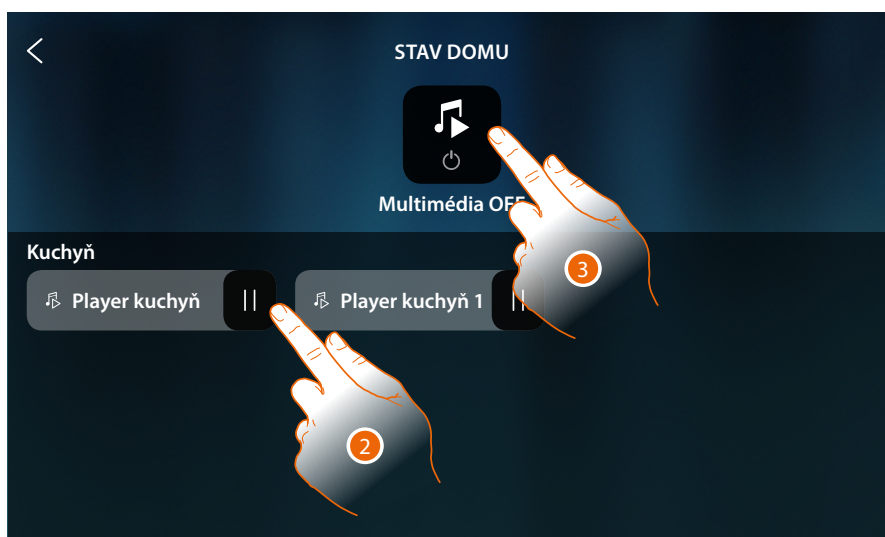 STAV DOMU
Multimédia OFF
3
Kuchyň
Player kuchyň
Player kuchyň 1
2